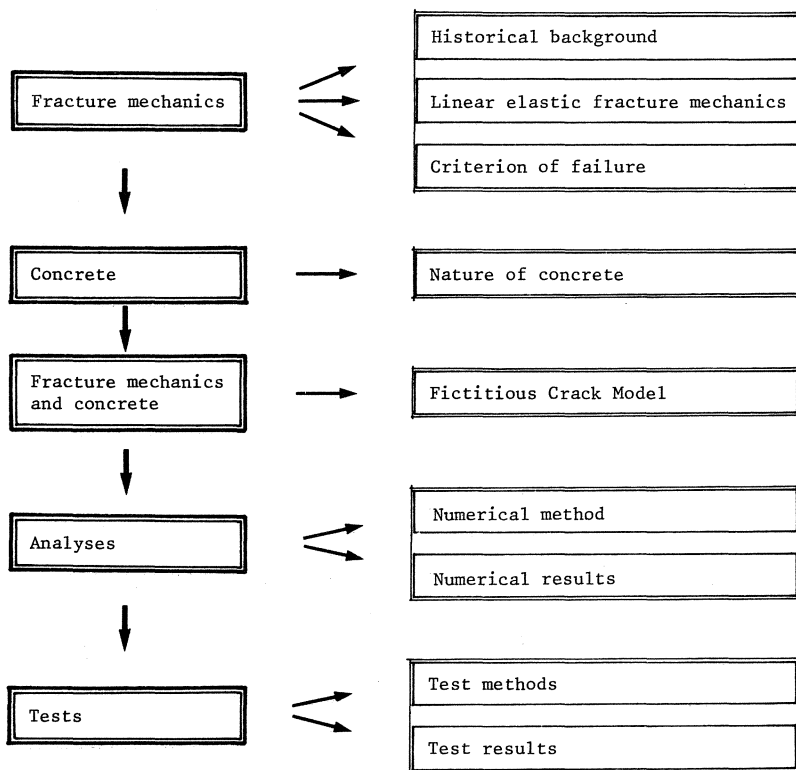 Historical background
Fracture mechanics
Linear elastic fracture mechanics
Criterion of failure
Concrete
Nature of concrete
Fracture mechanics
and concrete
Fictitious Crack Model
Analyses
Numerical method
Numerical results
Tests
Test methods
Test results